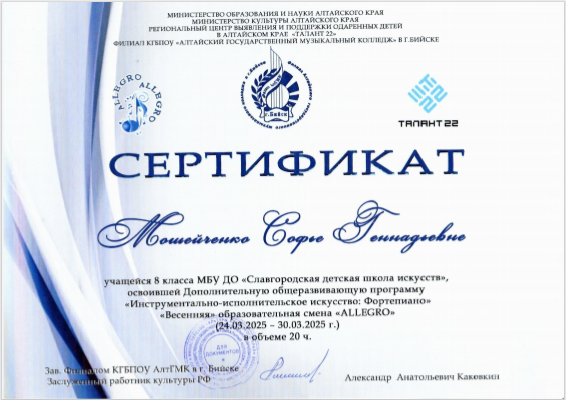 МИНИСТЕРСТВО ОБРАЗОВАНИЯ И НАУКИ АЛТАЙСКОГО КРАЯ
МИНИСТЕРСТВО КУЛЬТУРЫ АЛТАЙСКОГО КРАЯ
РЕГИОНАЛЬНЫЙ ЦЕНТР ВЫЯВЛЕНИЯ И ПОДДЕРЖКИ ОДАРЕННЫХ ДЕТЕЙ
В АЛТАЙСКОМ КРАЕ «ТАЛАНТ 22»
ФИЛИАЛ КГБПОУ «АЛТАЙСКИЙ ГОСУДАРСТВЕННЫЙ МУЗЫКАЛЬНЫЙ КОЛЛЕДЖ» В Г.БИЙСКЕ
ALLEGRO ALLEGRO
г.Бийск
ТАЛАНТ 22
СЕРТИФИКАТ
Мошейченко Софье Геннадьевне
учащейся 8 класса МБУ ДО «Славгородская детская школа искусств»,
освоившей Дополнительную общеразвивающую программу
«Инструментально-исполнительское искусство: Фортепиано»
«Весенняя» образовательная смена «ALLEGRO»
(24.03.2025 – 30.03.2025 г.)
в объеме 20 ч.
ДЛЯ
ДОКУМЕНТОВ
Зав. Филиалом КГБПОУ АлтГМК в г. Бийске
Заслуженный работник культуры РФ
Александр Анатольевич Какевкин